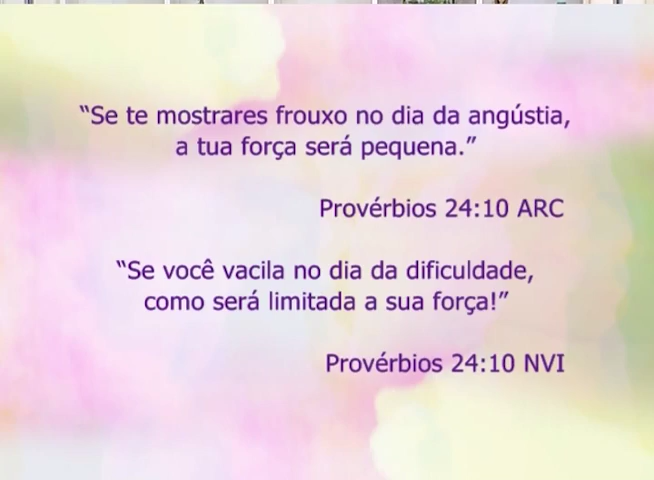 “Se te mostrares frouxo no dia da angústia,
a tua força será pequena.”
Provérbios 24:10 ARC
“Se você vacila no dia da dificuldade,
como será limitada a sua força!”
Provérbios 24:10 NVI